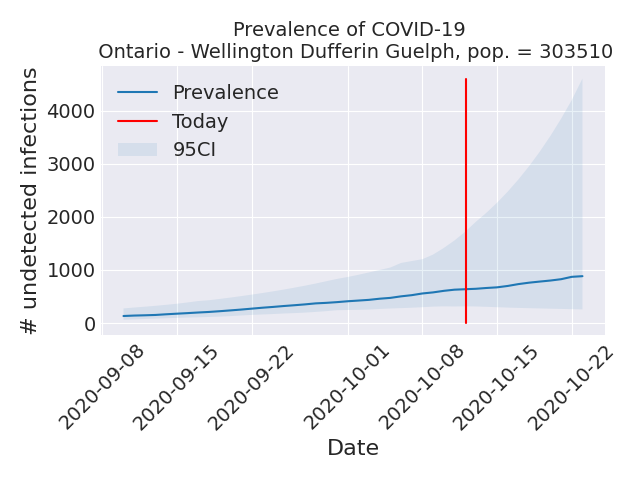 Prevalence of COVID-19
Ontario - Wellington Dufferin Guelph, pop. = 303510
Prevalence
Today
95CI
# undetected infections
4000
3000
2000
1000
0
2020-09-08
2020-09-15
2020-09-22
2020-10-01
2020-10-08
2020-10-15
2020-10-22
Date